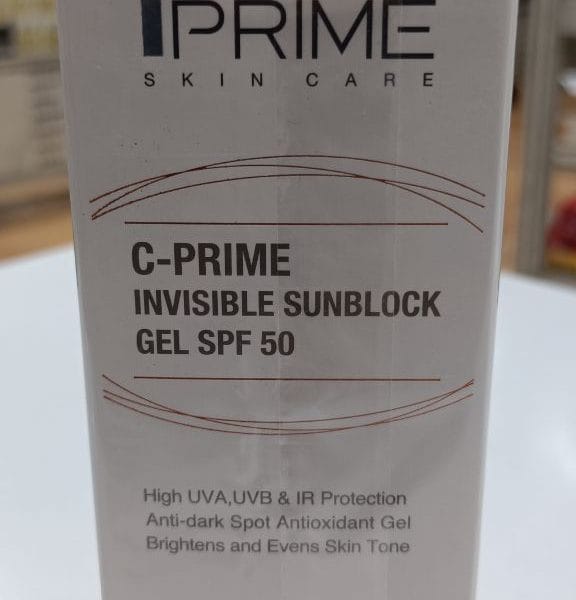 PRIME
SKIN CARE
C-PRIME
INVISIBLE SUNBLOCK
GEL SPF 50
High UVA,UVB & IR Protection
Anti-dark Spot Antioxidant Gel
Brightens and Evens Skin Tone